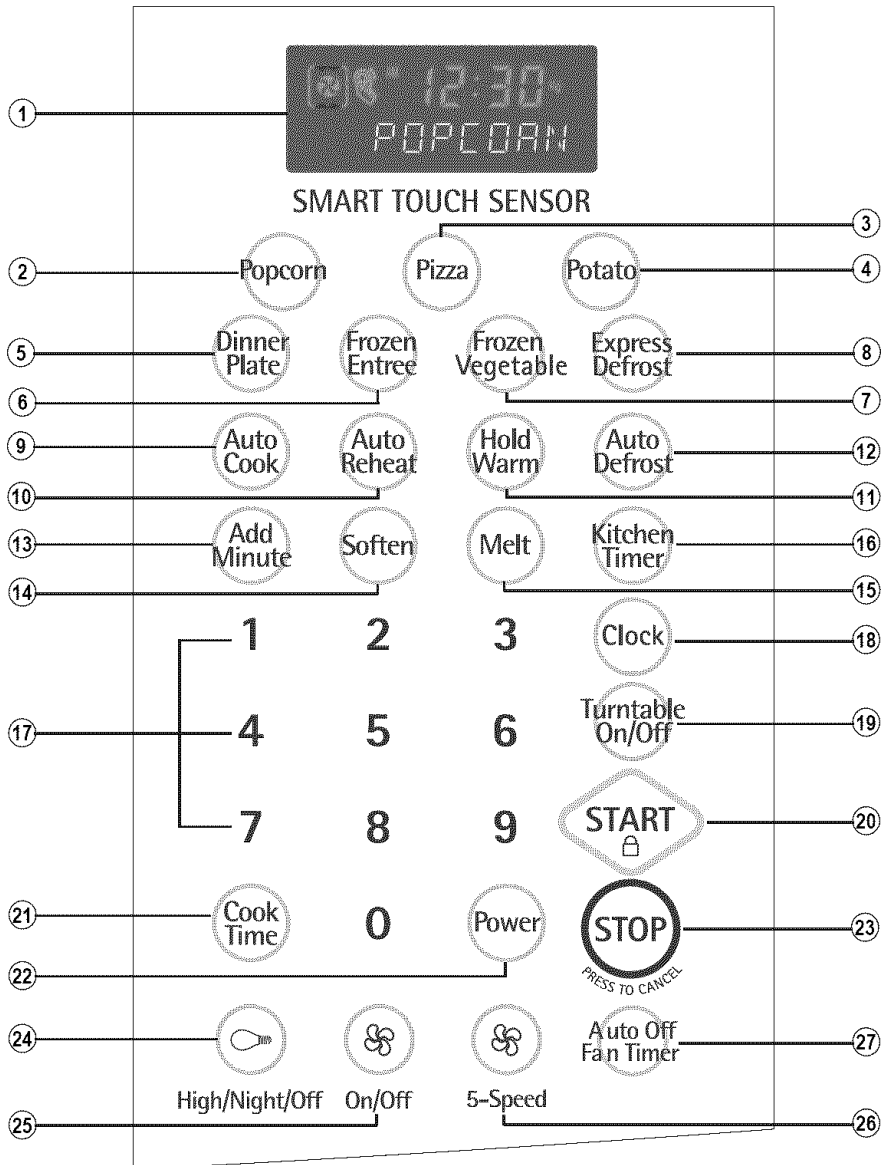 1
12:30
POPCORN
SMART TOUCH SENSOR
3
2 Popcorn Pizza Potato 4
5 Dinner Plate Frozen Entree Frozen Vegetable Express Defrost 8
6 7
9 Auto Cook Auto Reheat Hold Warm Auto Defrost 12
10 11
13 Add Minute Soften Melt Kitchen Timer 16
14 15
1 2 3 Clock 18
17 4 5 6 Turntable On/Off 19
7 8 9 START 20
21 Cook Time 0 Power STOP 23
22 PRESS TO CANCEL
24 Auto Off Fan Timer 27
High/Night/Off On/Off 5-Speed
25 26